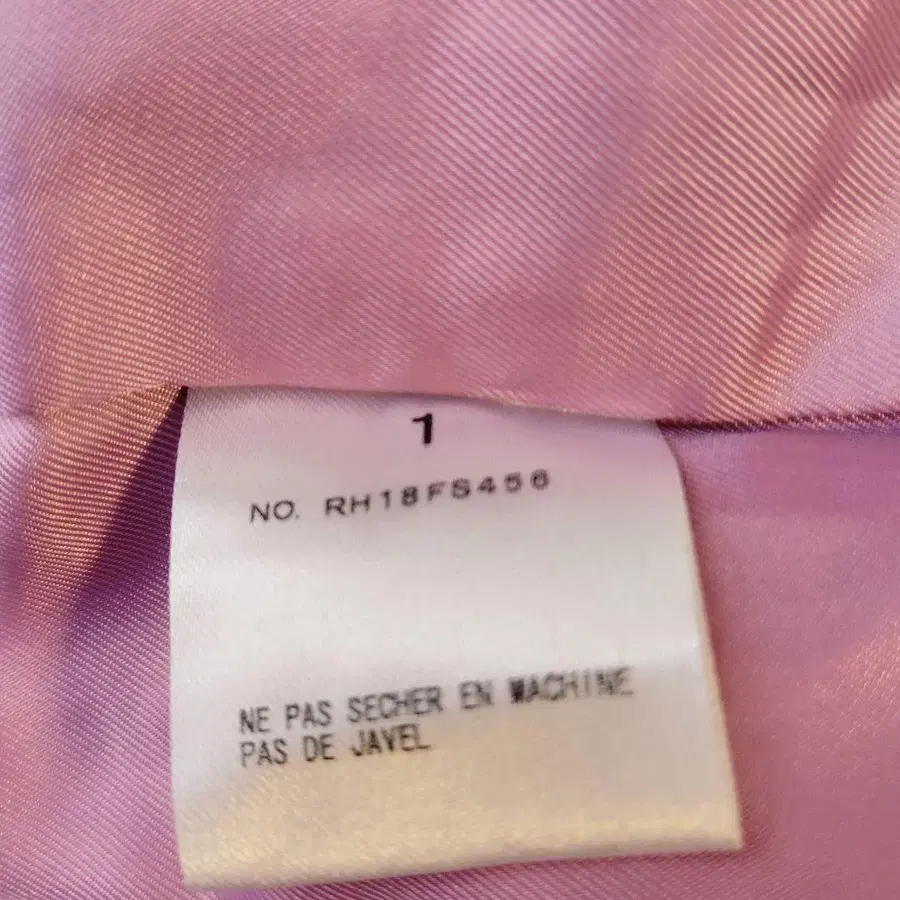 1
NO. RH18FS456
NE PAS SECHER EN MACHINE
PAS DE JAVEL